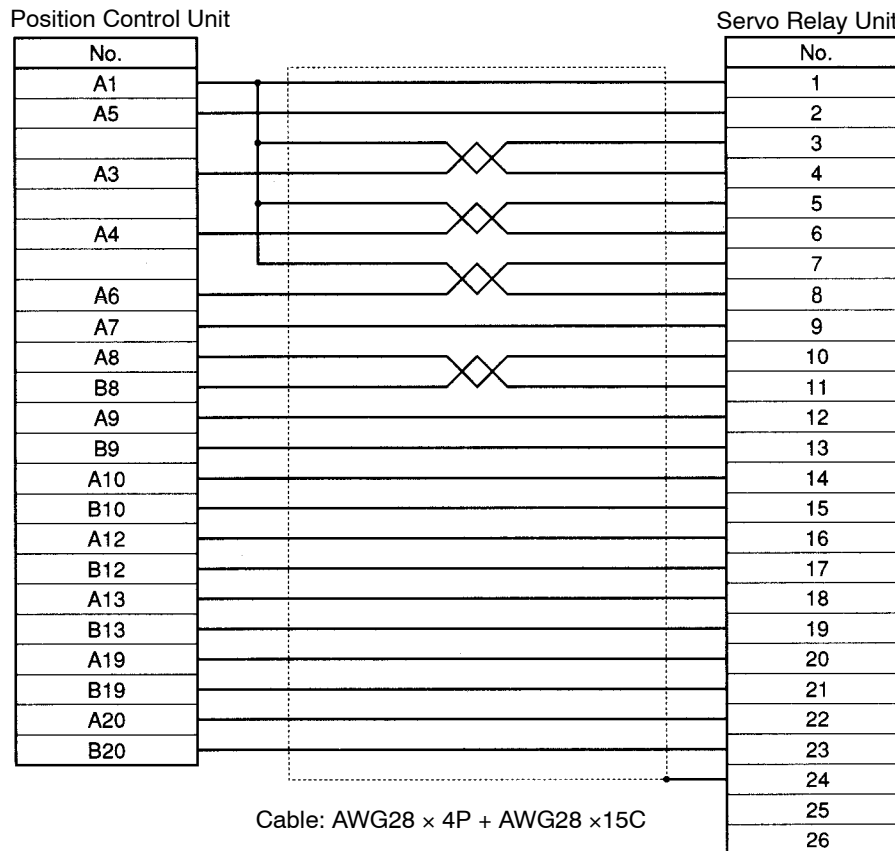 Position Control Unit Servo Relay Unit
No. No.
A1 1
A5 2
3
A3 4
5
A4 6
7
A6 8
A7 9
A8 10
B8 11
A9 12
B9 13
A10 14
B10 15
A12 16
B12 17
A13 18
B13 19
A19 20
B19 21
A20 22
B20 23
24
25
26
Cable: AWG28 × 4P + AWG28 ×15C